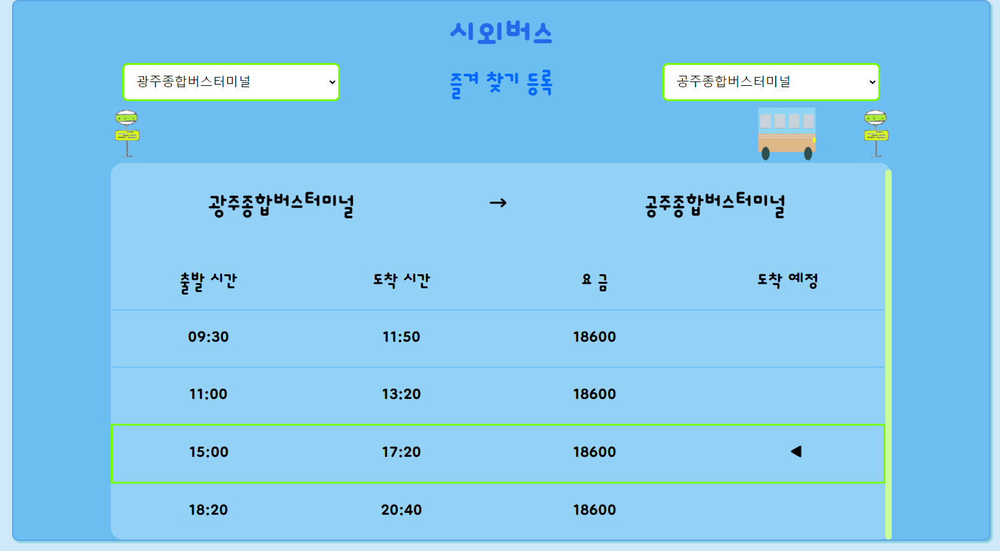 시외버스
광주종합버스터미널 즐겨 찾기 등록 공주종합버스터미널
광주종합버스터미널 → 공주종합버스터미널
출발 시간 도착 시간 요 금 도착 예정
09:30 11:50 18600
11:00 13:20 18600
15:00 17:20 18600 ◀
18:20 20:40 18600